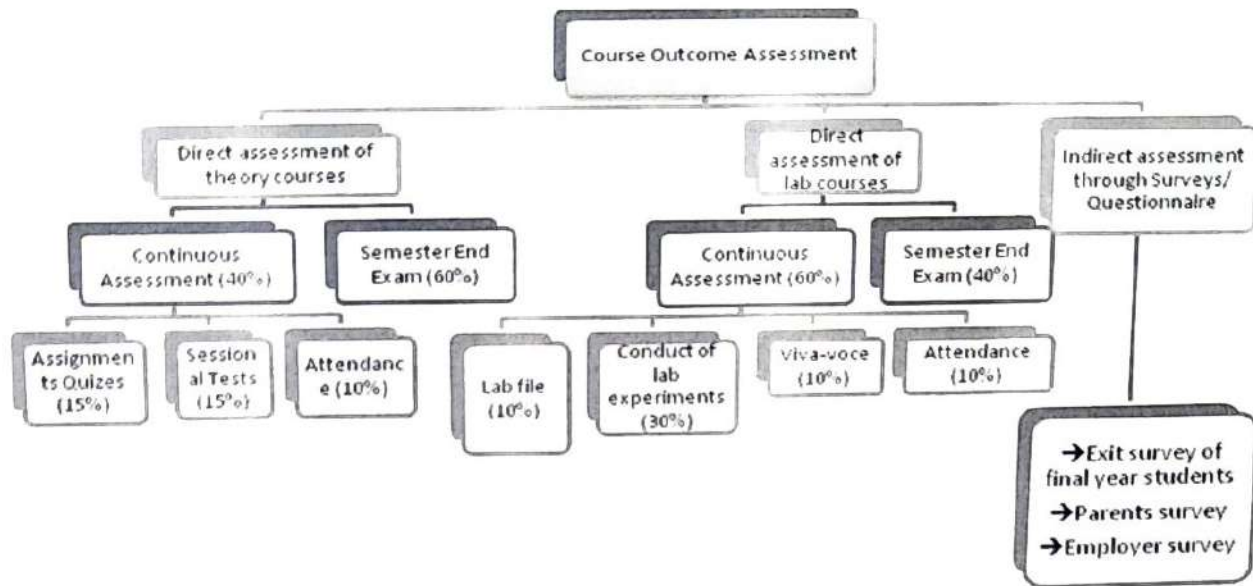 Course Outcome Assessment
Direct assessment of
theory courses
Direct
assessment of
lab courses
Indirect assessment
through Surveys/
Questionnaire
Continuous
Assessment (40%)
Semester End
Exam (60%)
Continuous
Assessment (60%)
Semester End
Exam (40%)
Assignmen
ts Quizes
(15%)
Session
al Tests
(15%)
Attendanc
e (10%)
Lab file
(10%)
Conduct of
lab
experiments
(30%)
Viva-voce
(10%)
Attendance
(10%)
→Exit survey of
final year students
→Parents survey
→Employer survey